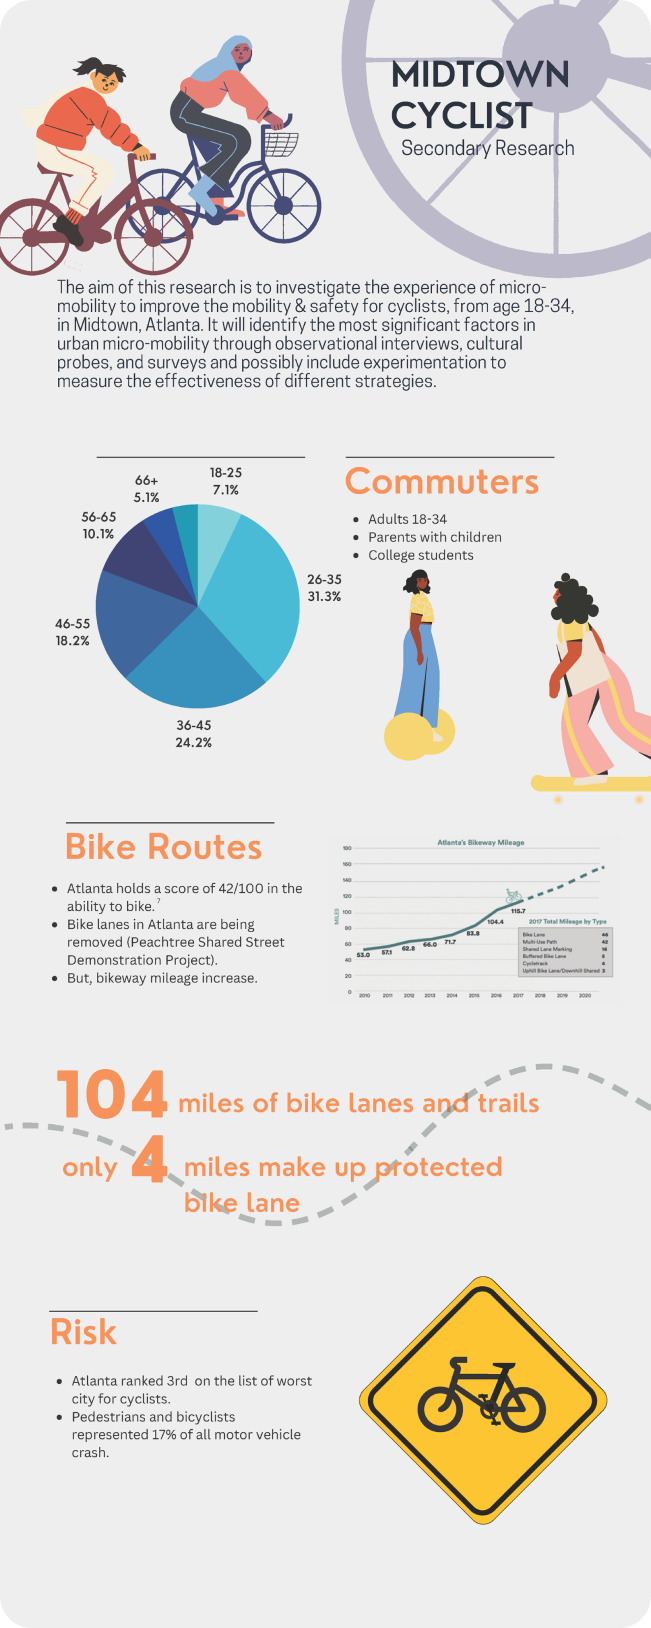 MIDTOWN
CYCLIST
Secondary Research
The aim of this research is to investigate the experience of micro-
mobility to improve the mobility & safety for cyclists, from age 18-34,
in Midtown, Atlanta. It will identify the most significant factors in
urban micro-mobility through observational interviews, cultural
probes, and surveys and possibly include experimentation to
measure the effectiveness of different strategies.
66+
5.1%
18-25
7.1%
56-65
10.1%
26-35
31.3%
46-55
18.2%
36-45
24.2%
Commuters
Adults 18-34
Parents with children
College students
Bike Routes
Atlanta holds a score of 42/100 in the
ability to bike. 7
Bike lanes in Atlanta are being
removed (Peachtree Shared Street
Demonstration Project).
But, bikeway mileage increase.
Atlanta's Bikeway Mileage
MILES
180
160
140
120
100
80
60
40
20
0
53.0
57.1
62.8
66.0
71.7
83.8
104.4
115.7
2017 Total Mileage by Type
Bike Lane 46
Multi-Use Path 42
Shared Lane Marking 16
Buffered Bike Lane 5
Cycletrack 4
Uphill Bike Lane/Downhill Shared 3
2010 2011 2012 2013 2014 2015 2016 2017 2018 2019 2020
104 miles of bike lanes and trails
only 4 miles make up protected
bike lane
Risk
Atlanta ranked 3rd on the list of worst
city for cyclists.
Pedestrians and bicyclists
represented 17% of all motor vehicle
crash.